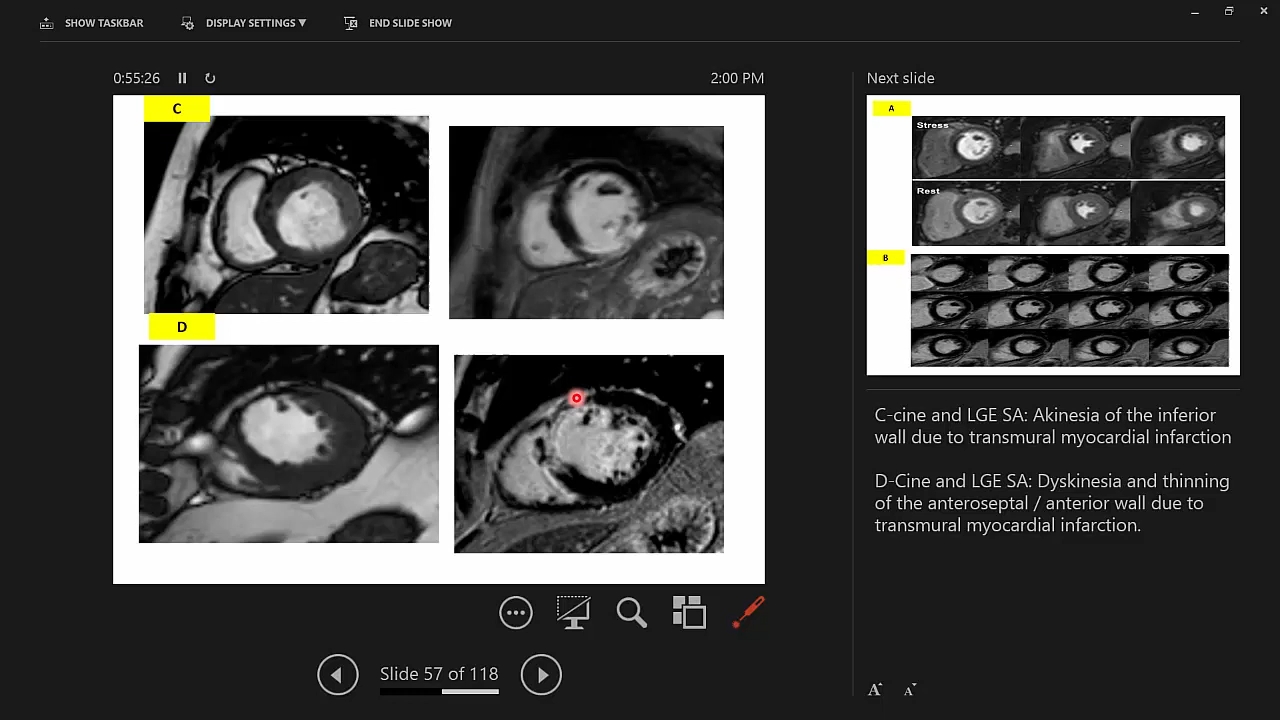 SHOW TASKBAR
DISPLAY SETTINGS ▼
END SLIDE SHOW
0:55:26
2:00 PM
C
D
Slide 57 of 118
Next slide
A
Stress
Rest
B
C-cine and LGE SA: Akinesia of the inferior
wall due to transmural myocardial infarction
D-Cine and LGE SA: Dyskinesia and thinning
of the anteroseptal / anterior wall due to
transmural myocardial infarction.
A A